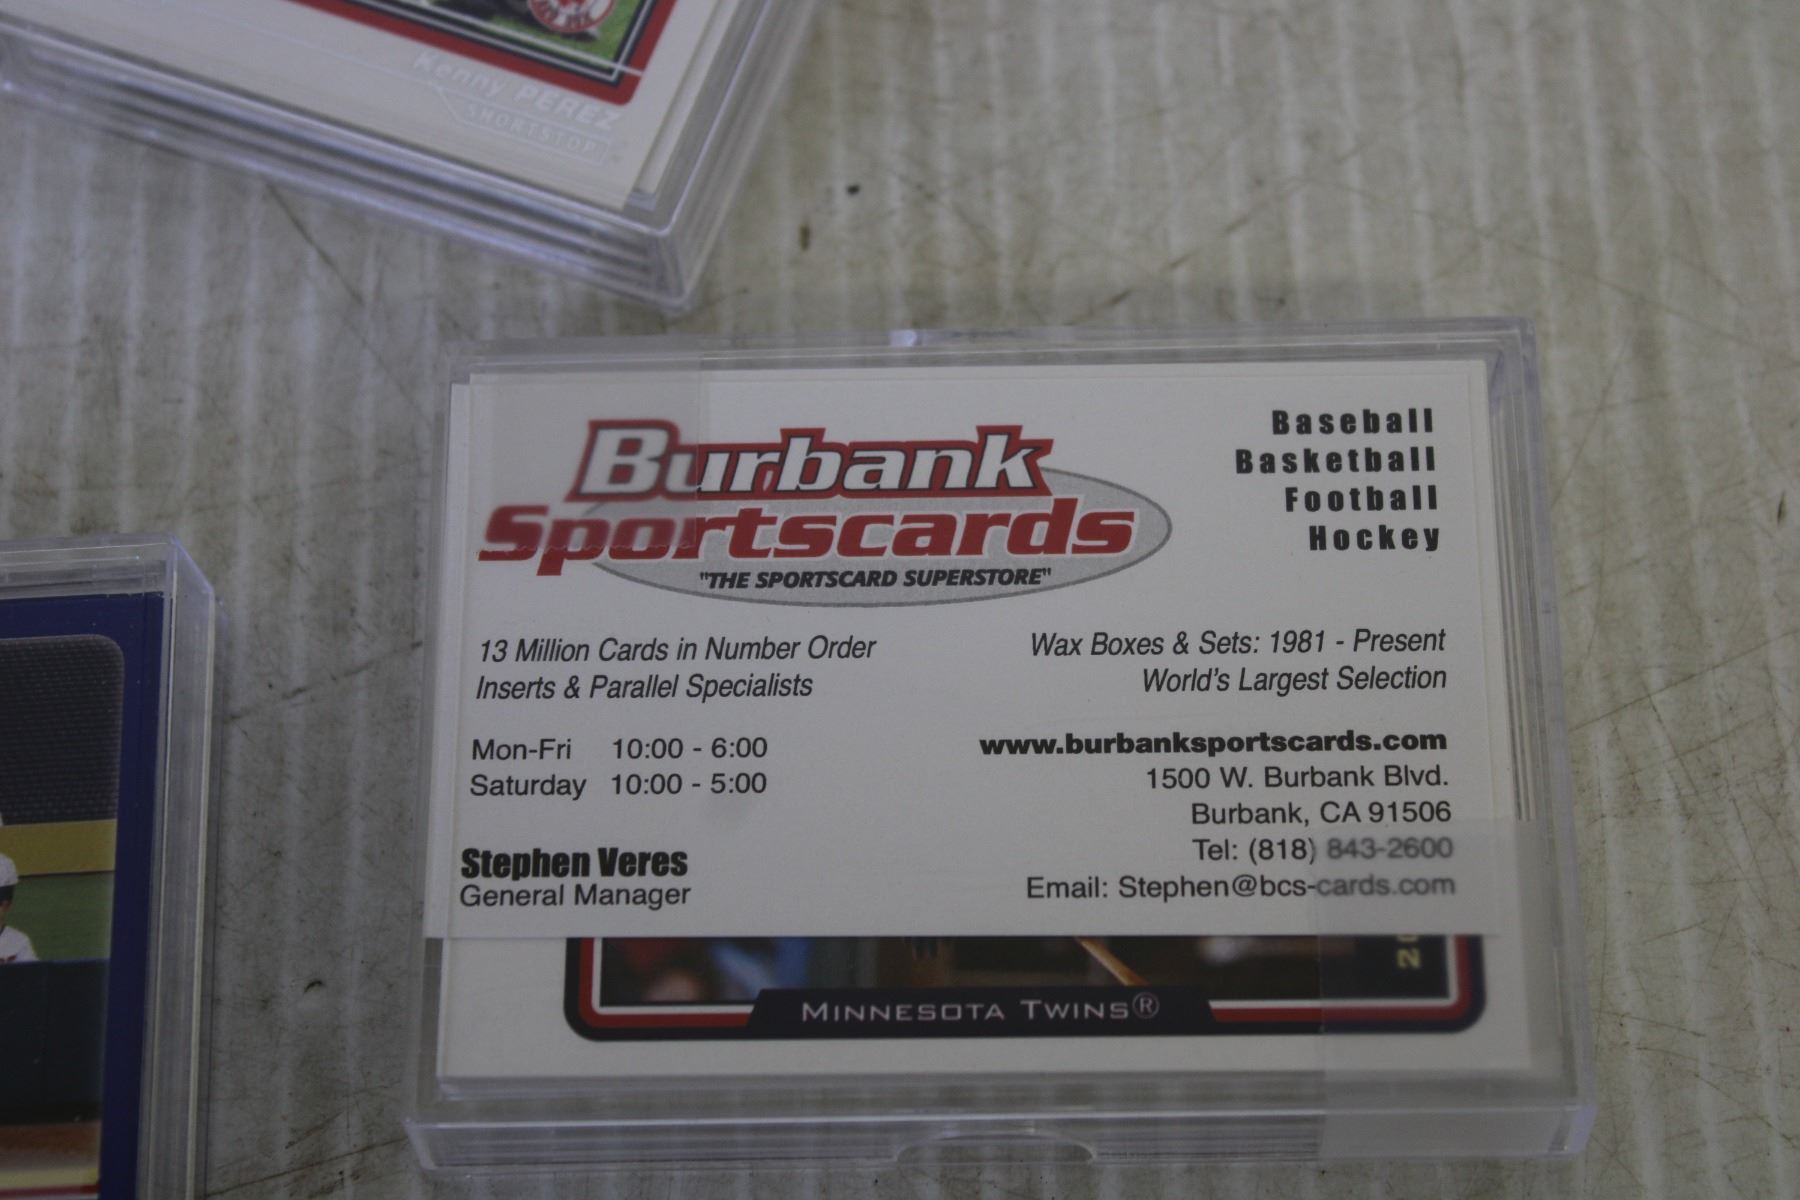 Kenny PEREZ
SHORTSTOP
Burbank
Sportscards
"THE SPORTSCARD SUPERSTORE"
Baseball
Basketball
Football
Hockey
13 Million Cards in Number Order
Inserts & Parallel Specialists
Wax Boxes & Sets: 1981 - Present
World's Largest Selection
Mon-Fri 10:00 - 6:00
Saturday 10:00 - 5:00
www.burbanksportscards.com
1500 W. Burbank Blvd.
Burbank, CA 91506
Tel: (818) 843-2600
Email: Stephen@bcs-cards.com
Stephen Veres
General Manager
MINNESOTA TWINS®